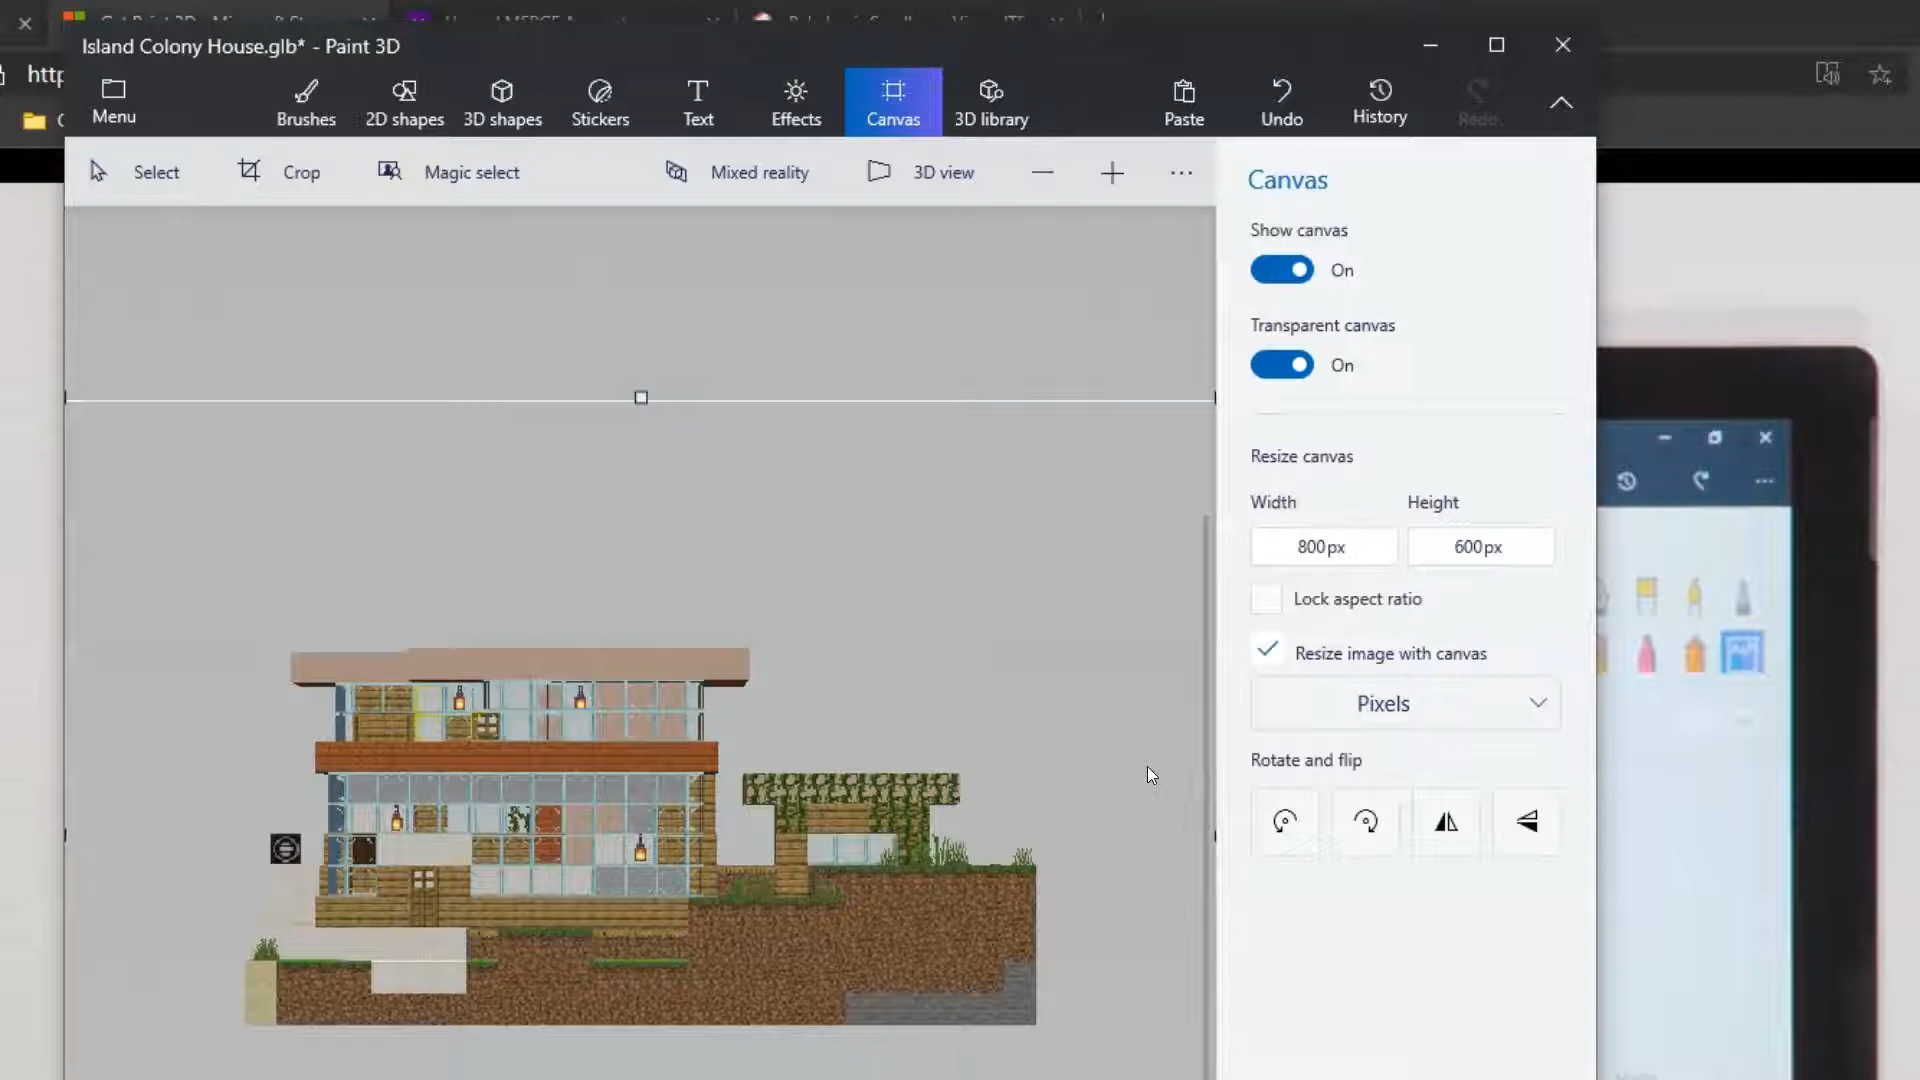 Island Colony House.glb* - Paint 3D
http
Menu
Brushes
2D shapes
3D shapes
Stickers
Text
Effects
Canvas
3D library
Paste
Undo
History
Redo
Select
Crop
Magic select
Mixed reality
3D view
Canvas
Show canvas
On
Transparent canvas
On
Resize canvas
Width
Height
800px
600px
Lock aspect ratio
Resize image with canvas
Pixels
Rotate and flip